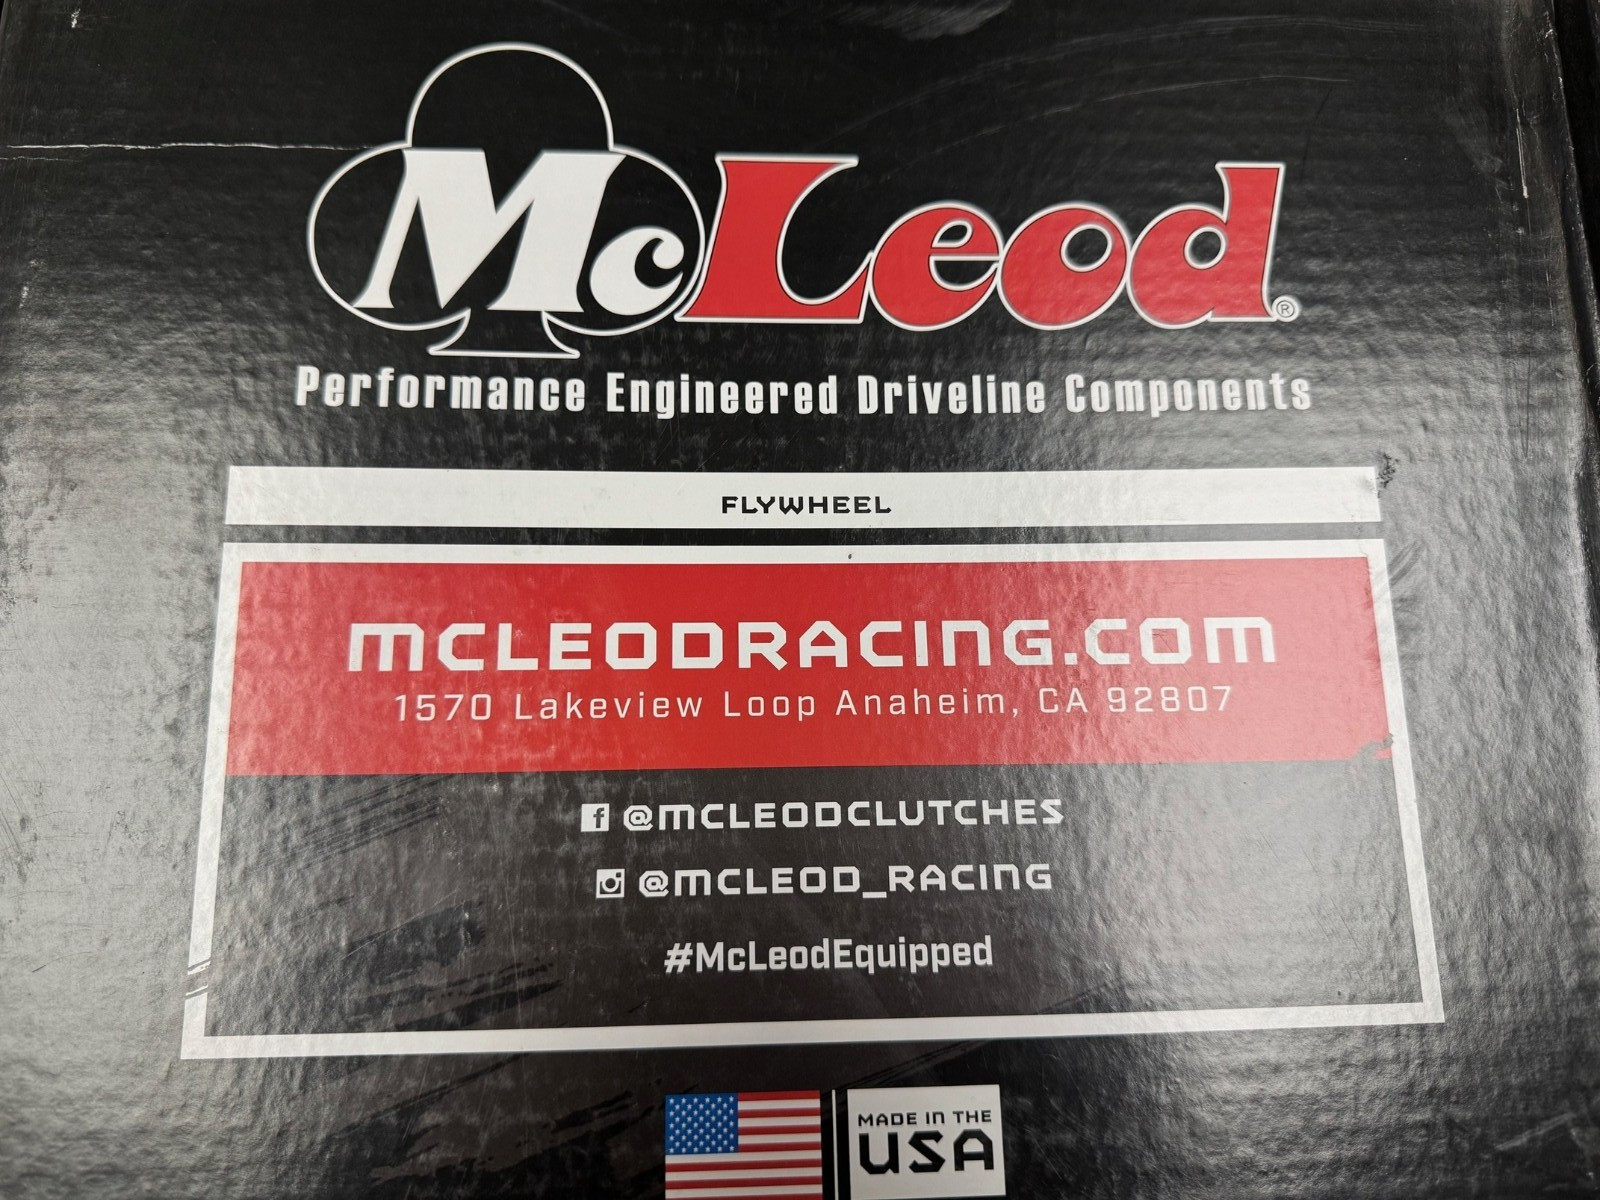 McLeod®
Performance Engineered Driveline Components
FLYWHEEL
MCLEODRACING.COM
1570 Lakeview Loop Anaheim, CA 92807
@MCLEODCLUTCHES
@MCLEOD_RACING
#McLeodEquipped
MADE IN THE
USA